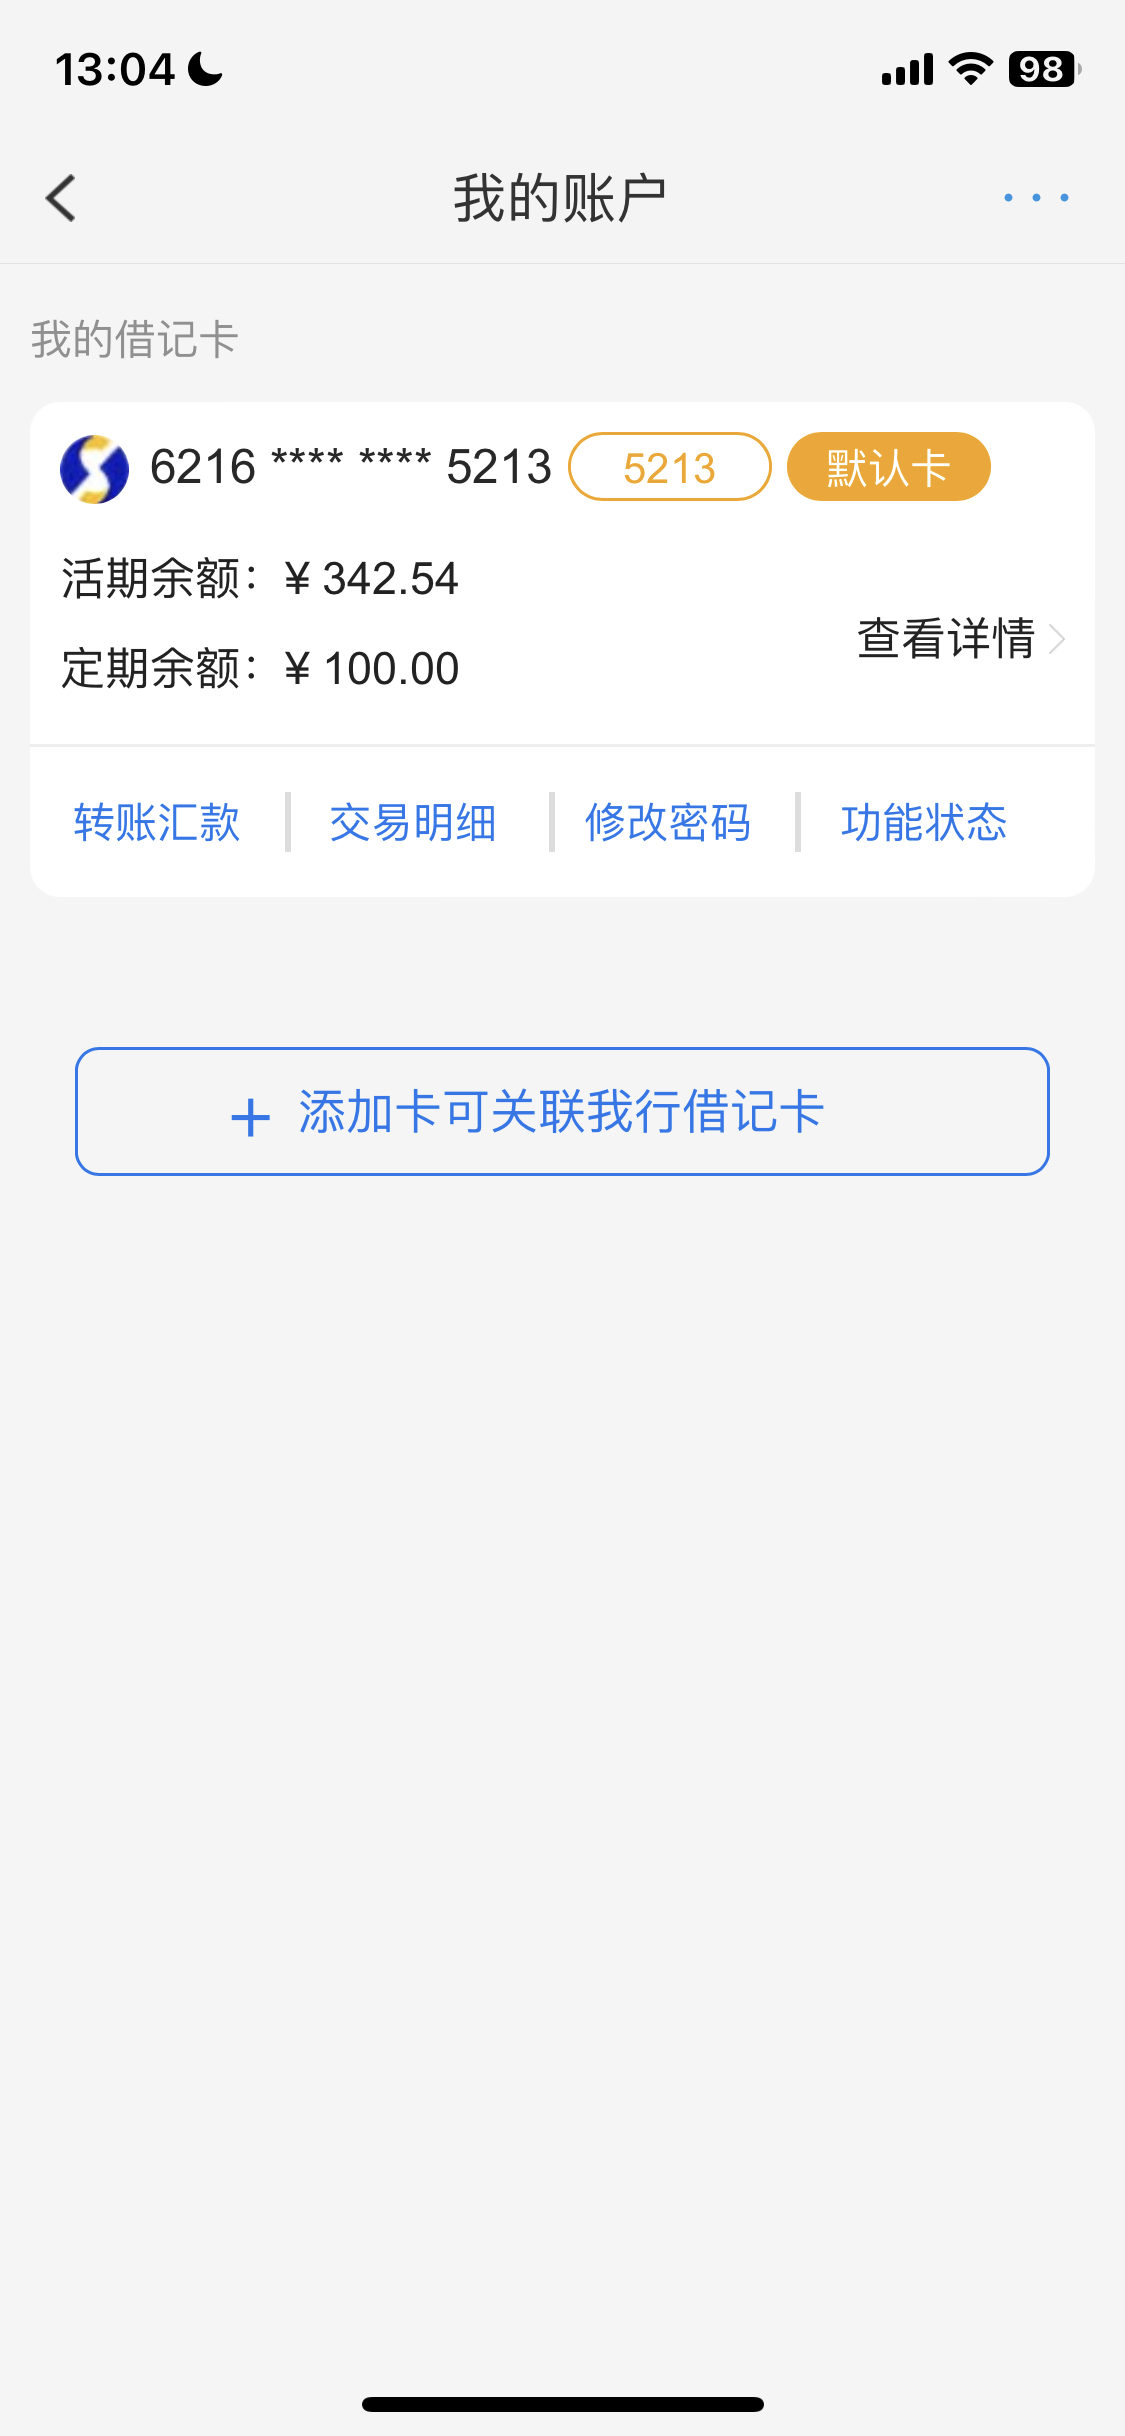 13:04
98
我的账户
我的借记卡
6216 **** **** 5213 5213 默认卡
活期余额：¥ 342.54
定期余额：¥ 100.00
查看详情
转账汇款 交易明细 修改密码 功能状态
+ 添加卡可关联我行借记卡